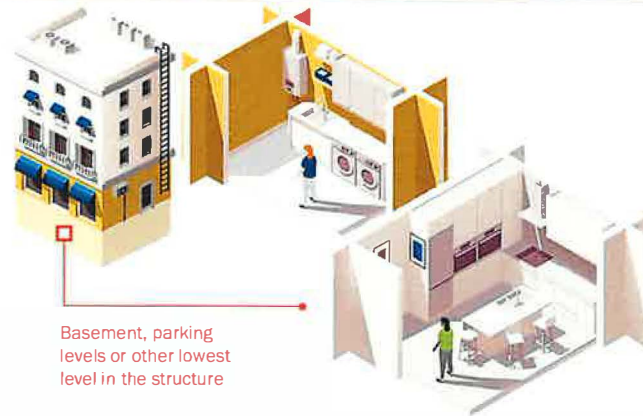 Basement, parking
levels or other lowest
level in the structure